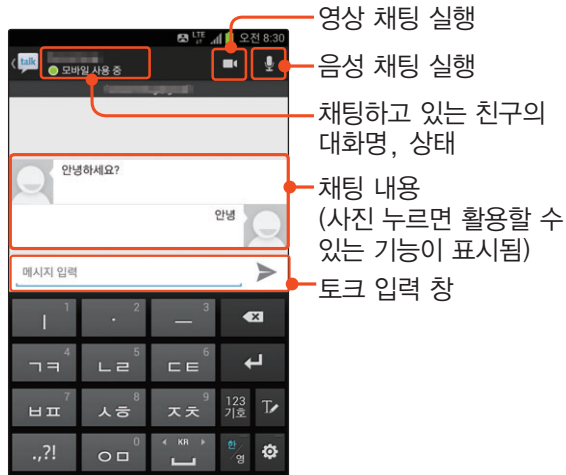 LTE 오전 8:30
talk
모바일 사용 중
안녕하세요?
안녕
메시지 입력
1 ㅣ 2 · 3 ㅡ
4 ㄱㅋ 5 ㄴㄹ 6 ㄷㅌ
7 ㅂㅍ 8 ㅅㅎ 9 ㅈㅊ 123 기호 T
.,?! 0 ㅇㅁ KR 한/영
영상 채팅 실행
음성 채팅 실행
채팅하고 있는 친구의
대화명, 상태
채팅 내용
(사진 누르면 활용할 수
있는 기능이 표시됨)
토크 입력 창